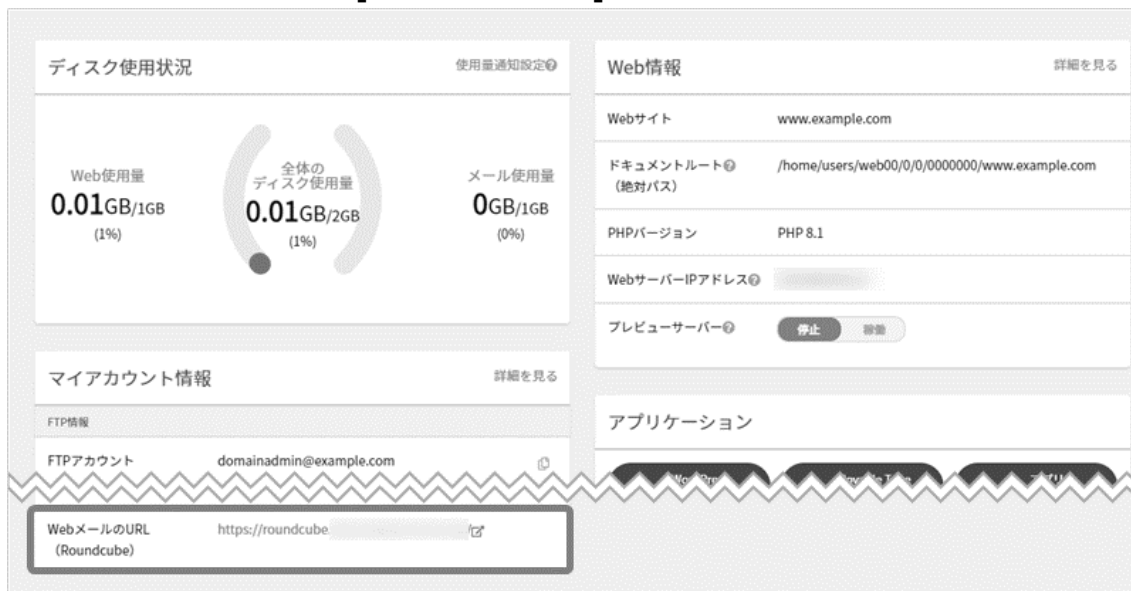 ディスク使用状況
使用量通知設定?
Web使用量
0.01GB/1GB
(1%)
全体の
ディスク使用量
0.01GB/2GB
(1%)
メール使用量
0GB/1GB
(0%)
マイアカウント情報
詳細を見る
FTP情報
FTPアカウント
domainadmin@example.com
WebメールのURL
(Roundcube)
https://roundcube.
Web情報
詳細を見る
Webサイト
www.example.com
ドキュメントルート?
(絶対パス)
/home/users/web00/0/0/0000000/www.example.com
PHPバージョン
PHP 8.1
WebサーバーIPアドレス?
プレビューサーバー?
停止
稼働
アプリケーション